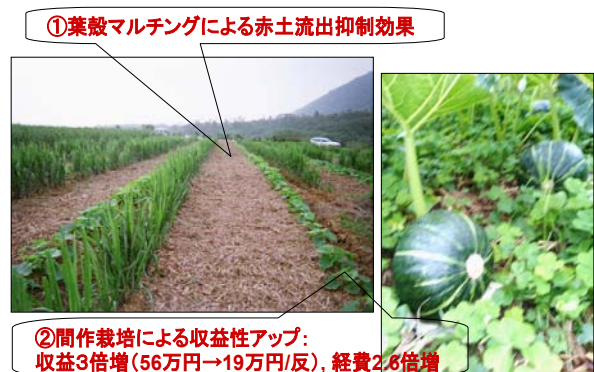 ①葉殻マルチングによる赤土流出抑制効果
②間作栽培による収益性アップ:
収益3倍増(56万円→19万円/反), 経費2.6倍増